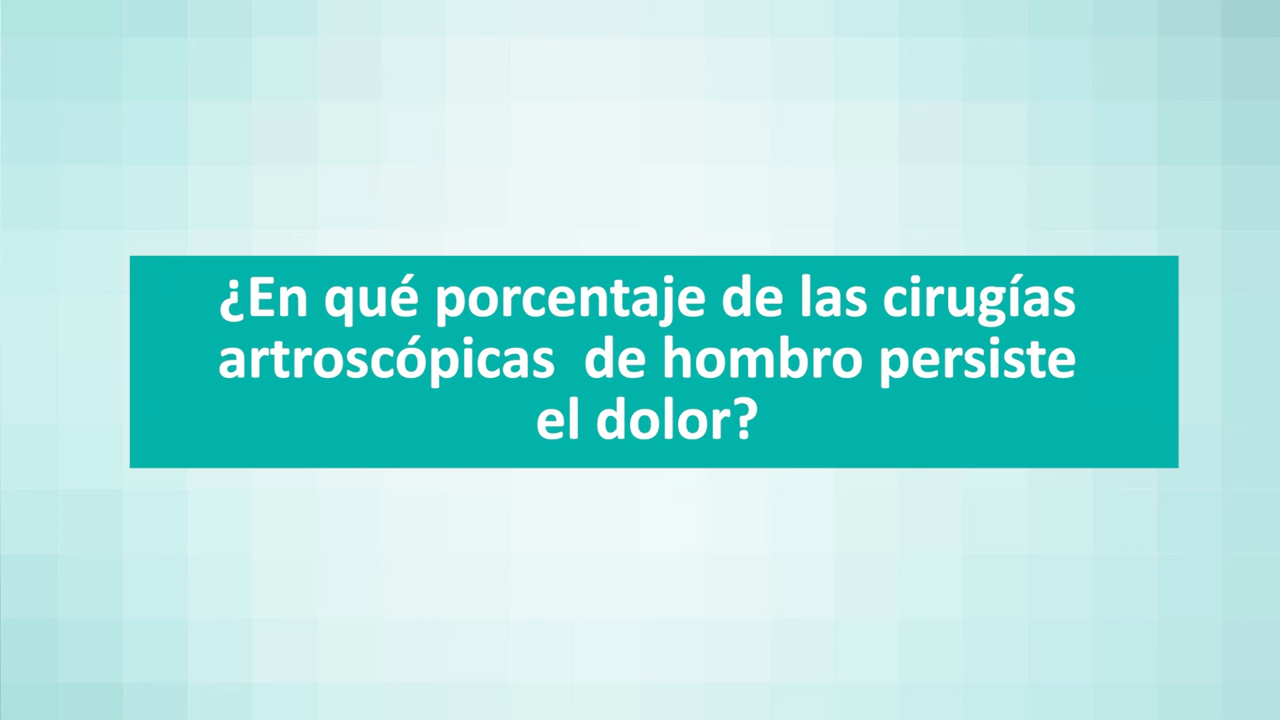 ¿En qué porcentaje de las cirugías
artroscópicas  de hombro persiste
el dolor?